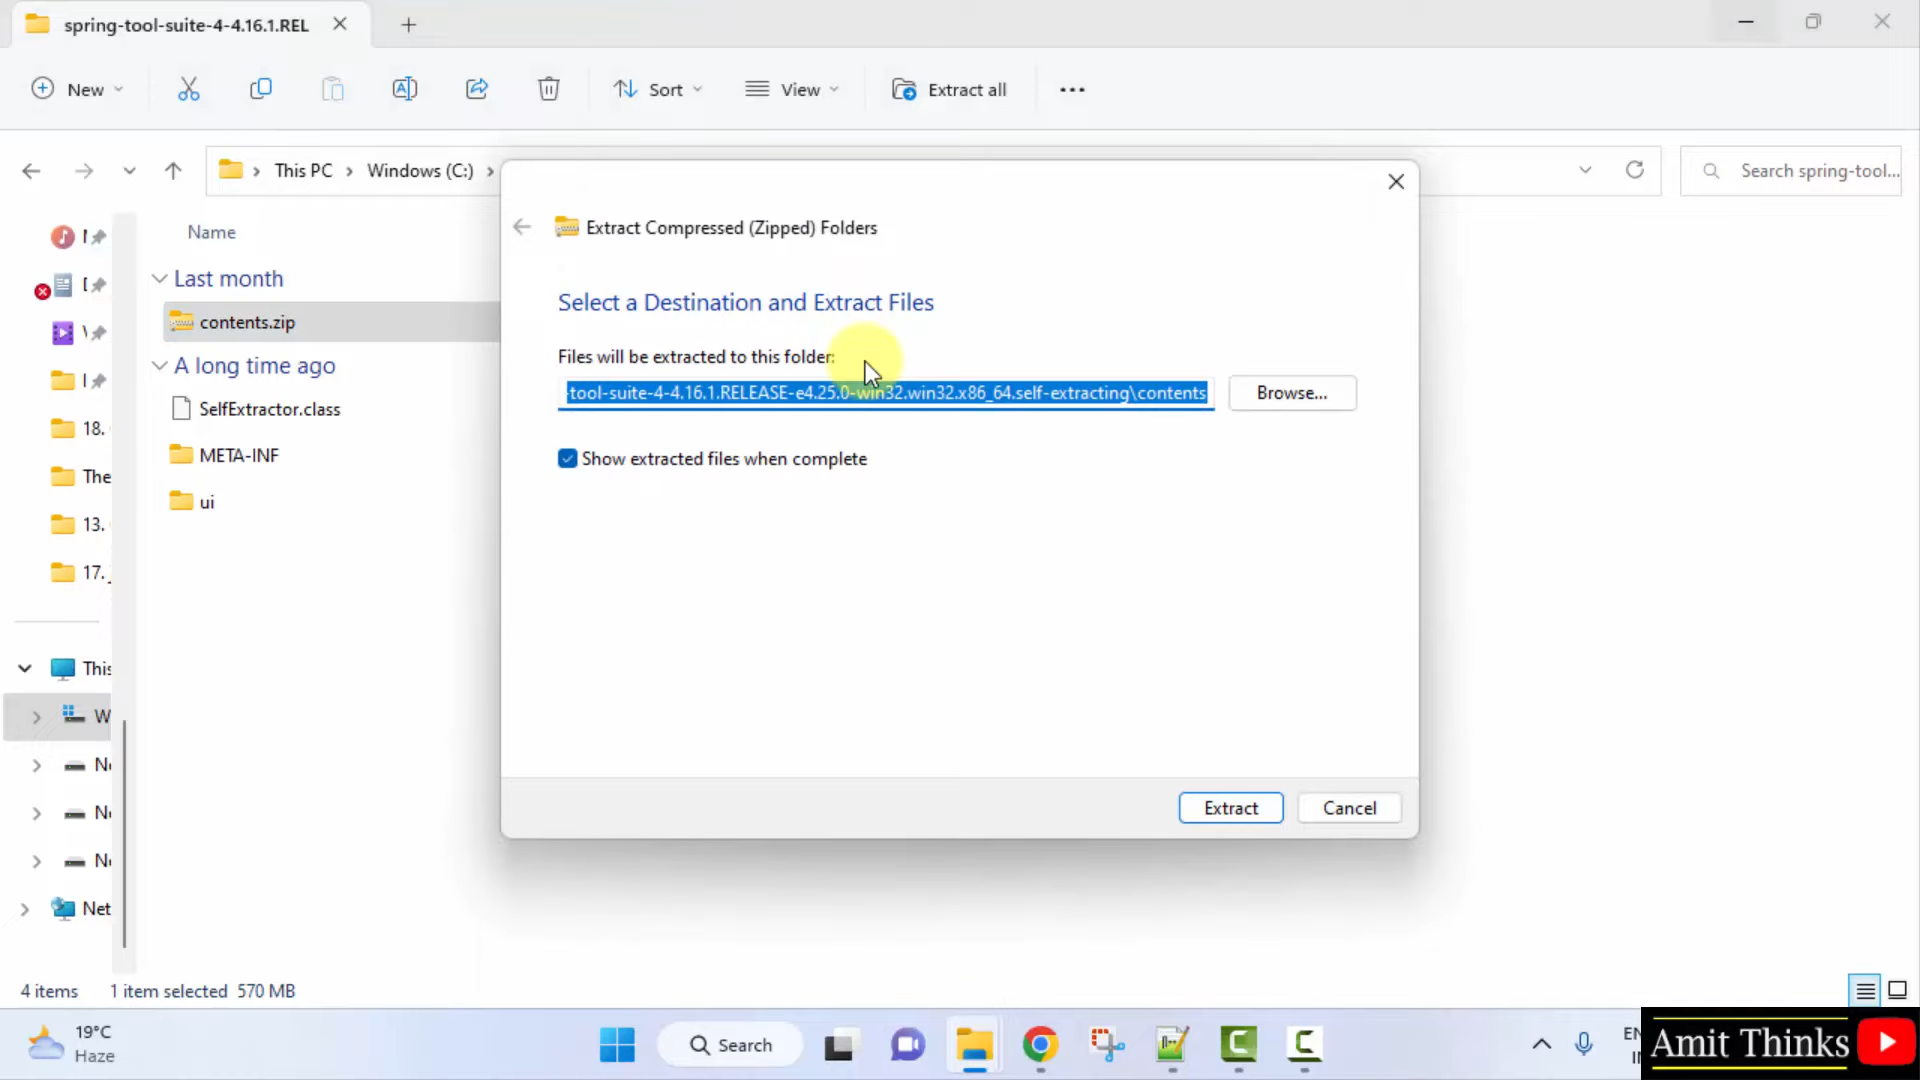 spring-tool-suite-4-4.16.1.REL
New
Sort
View
Extract all
This PC
Windows (C:)
Search spring-tool...
Name
Last month
contents.zip
A long time ago
SelfExtractor.class
META-INF
ui
18.
The
13.
17.
This
W
Net
Extract Compressed (Zipped) Folders
Select a Destination and Extract Files
Files will be extracted to this folder:
-tool-suite-4-4.16.1.RELEASE-e4.25.0-win32.win32.x86_64.self-extracting\contents
Browse...
Show extracted files when complete
Extract
Cancel
4 items
1 item selected 570 MB
19°C
Haze
Search
Amit Thinks